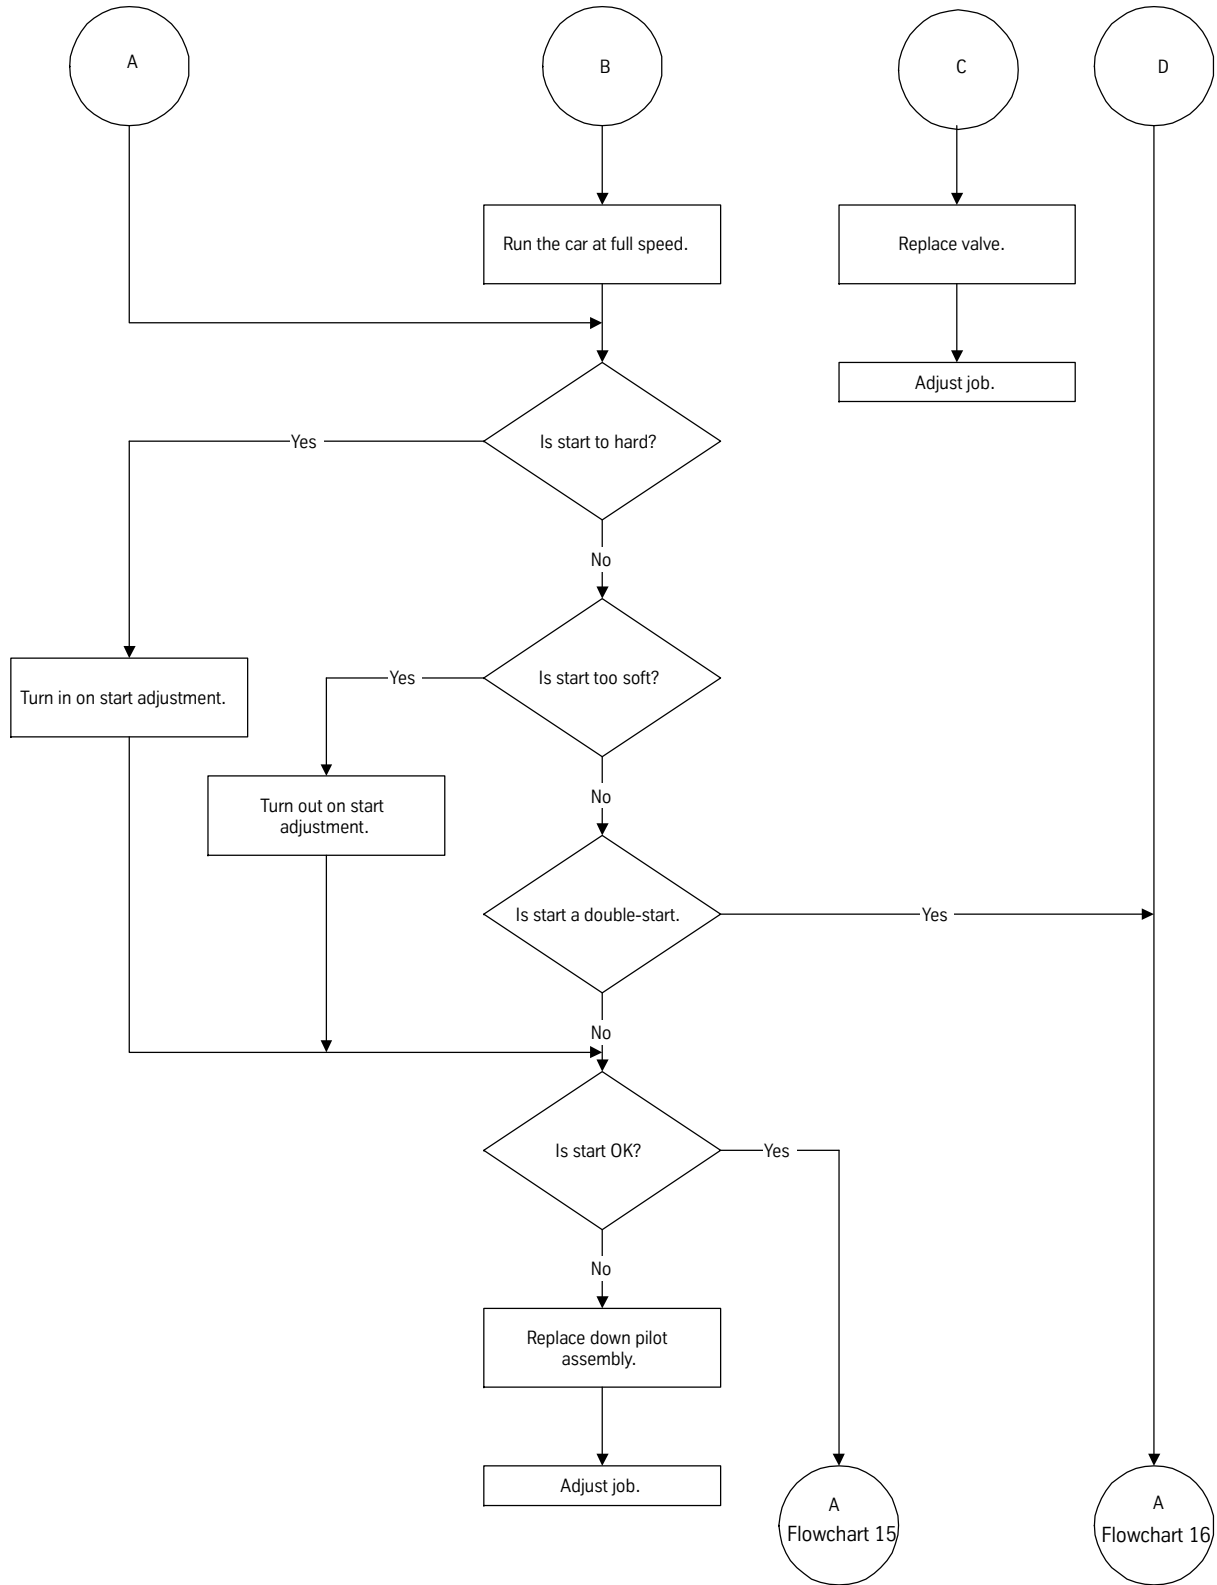 A
B
C
D
Run the car at full speed.
Replace valve.
Adjust job.
Is start to hard?
Yes
No
Turn in on start adjustment.
Is start too soft?
Yes
Turn out on start
adjustment.
No
Is start a double-start.
Yes
No
Is start OK?
Yes
No
Replace down pilot
assembly.
Adjust job.
A
Flowchart 15
A
Flowchart 16